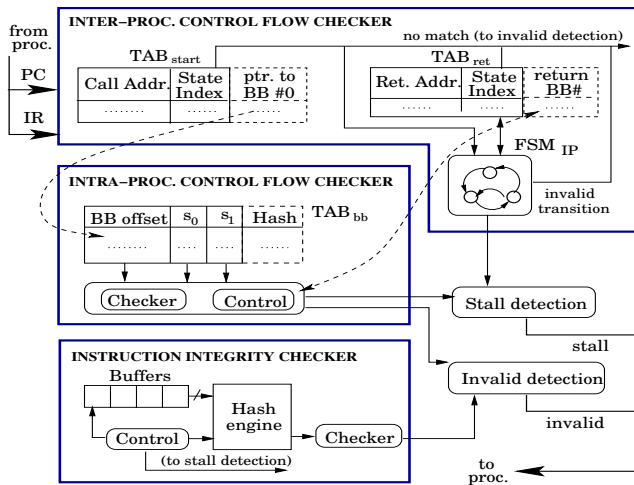 INTER-PROC. CONTROL FLOW CHECKER
from
proc.
PC
IR
no match (to invalid detection)
TAB start
Call Addr.
State
Index
ptr. to
BB #0
........
......
......
TAB ret
Ret. Addr.
State
Index
return
BB#
........
......
......
FSM IP
invalid
transition
INTRA-PROC. CONTROL FLOW CHECKER
TAB bb
BB offset
s0
s1
Hash
........
....
....
......
Checker
Control
Stall detection
stall
INSTRUCTION INTEGRITY CHECKER
Buffers
Hash
engine
Control
Checker
(to stall detection)
Invalid detection
invalid
to
proc.